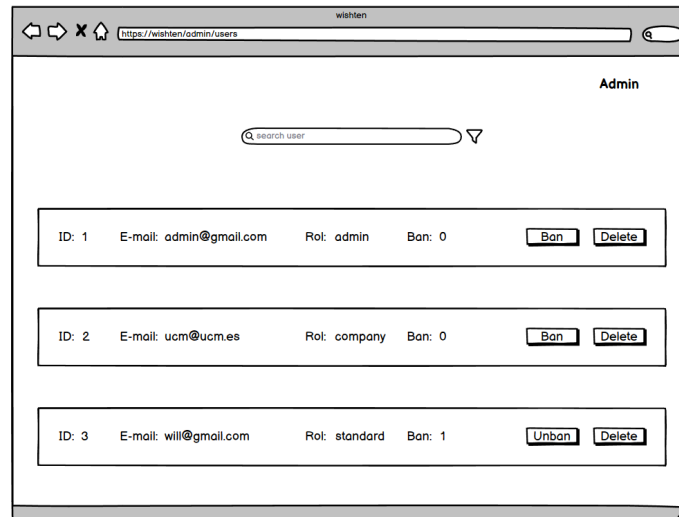 wishten
https://wishten/admin/users
Admin
search user
ID: 1 E-mail: admin@gmail.com Rol: admin Ban: 0 Ban Delete
ID: 2 E-mail: ucm@ucm.es Rol: company Ban: 0 Ban Delete
ID: 3 E-mail: will@gmail.com Rol: standard Ban: 1 Unban Delete